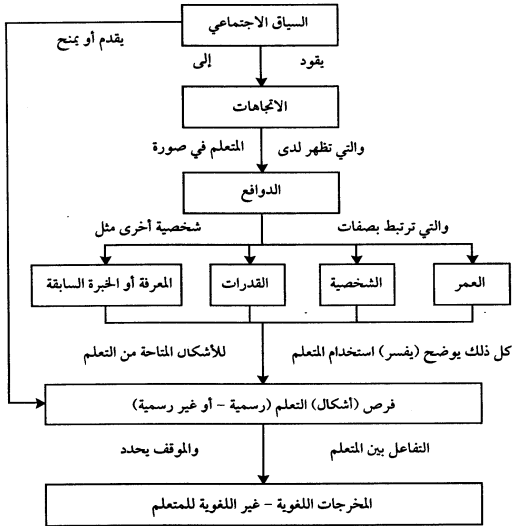 السياق الاجتماعي
يقدم أو يمنح
يقود إلى
الاتجاهات
والتي تظهر لدى المتعلم في صورة
الدوافع
والتي ترتبط بصفات شخصية أخرى مثل
العمر
الشخصية
القدرات
المعرفة أو الخبرة السابقة
كل ذلك يوضح (يفسر) استخدام المتعلم للأشكال المتاحة من التعلم
فرص (أشكال) التعلم (رسمية - أو غير رسمية)
التفاعل بين المتعلم والموقف يحدد
المخرجات اللغوية - غير اللغوية للمتعلم